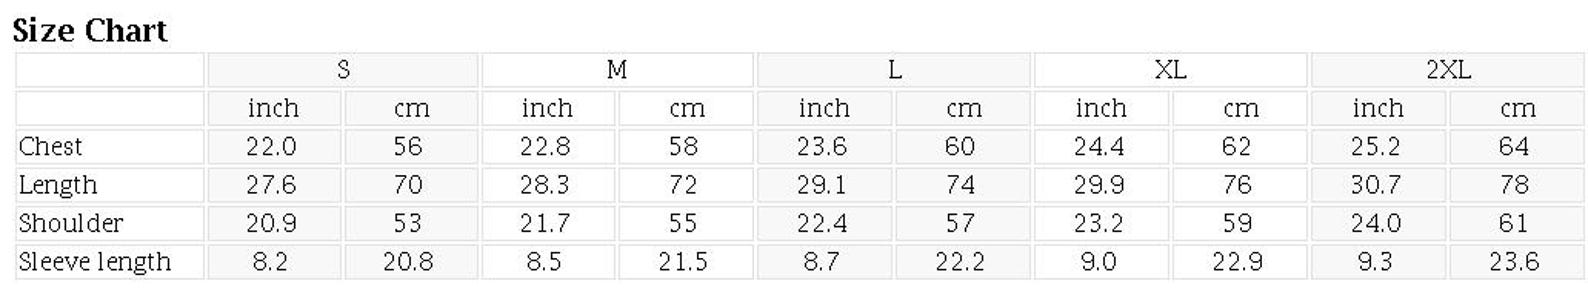 Size Chart
S M L XL 2XL
inch cm inch cm inch cm inch cm inch cm
Chest 22.0 56 22.8 58 23.6 60 24.4 62 25.2 64
Length 27.6 70 28.3 72 29.1 74 29.9 76 30.7 78
Shoulder 20.9 53 21.7 55 22.4 57 23.2 59 24.0 61
Sleeve length 8.2 20.8 8.5 21.5 8.7 22.2 9.0 22.9 9.3 23.6